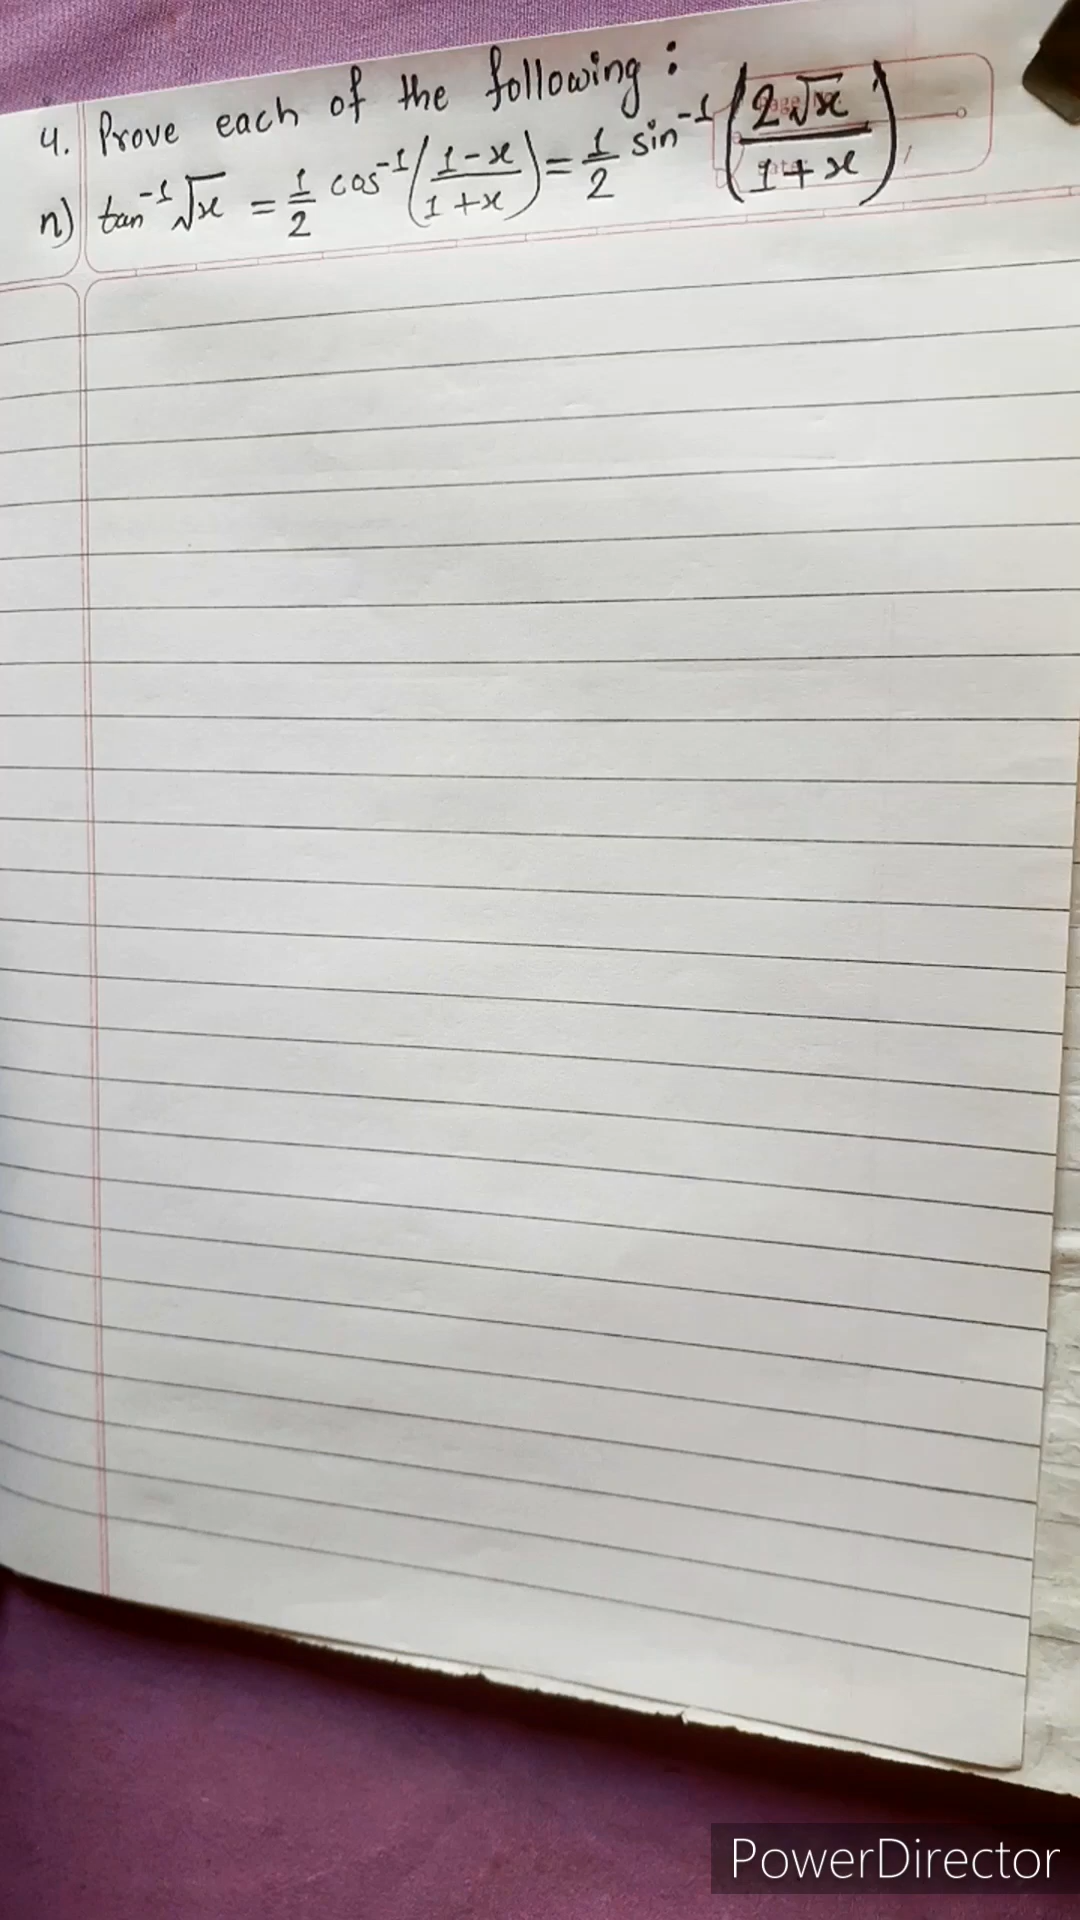 4. Prove each of the following :
n) tan⁻¹√x = 1/2 cos⁻¹((1-x)/(1+x)) = 1/2 sin⁻¹((2√x)/(1+x))
PowerDirector